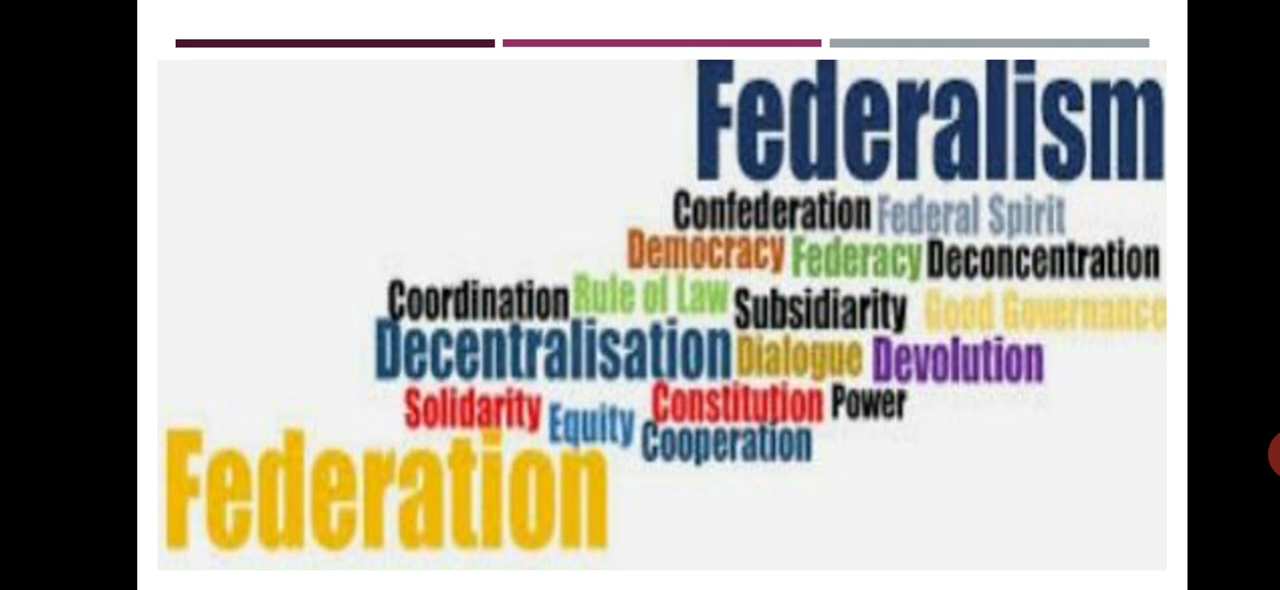 Federalism
Confederation Federal Spirit
Democracy Federacy Deconcentration
Coordination Rule of Law Subsidiarity Good Governance
Decentralisation Dialogue Devolution
Solidarity Equity Constitution Power
Cooperation
Federation